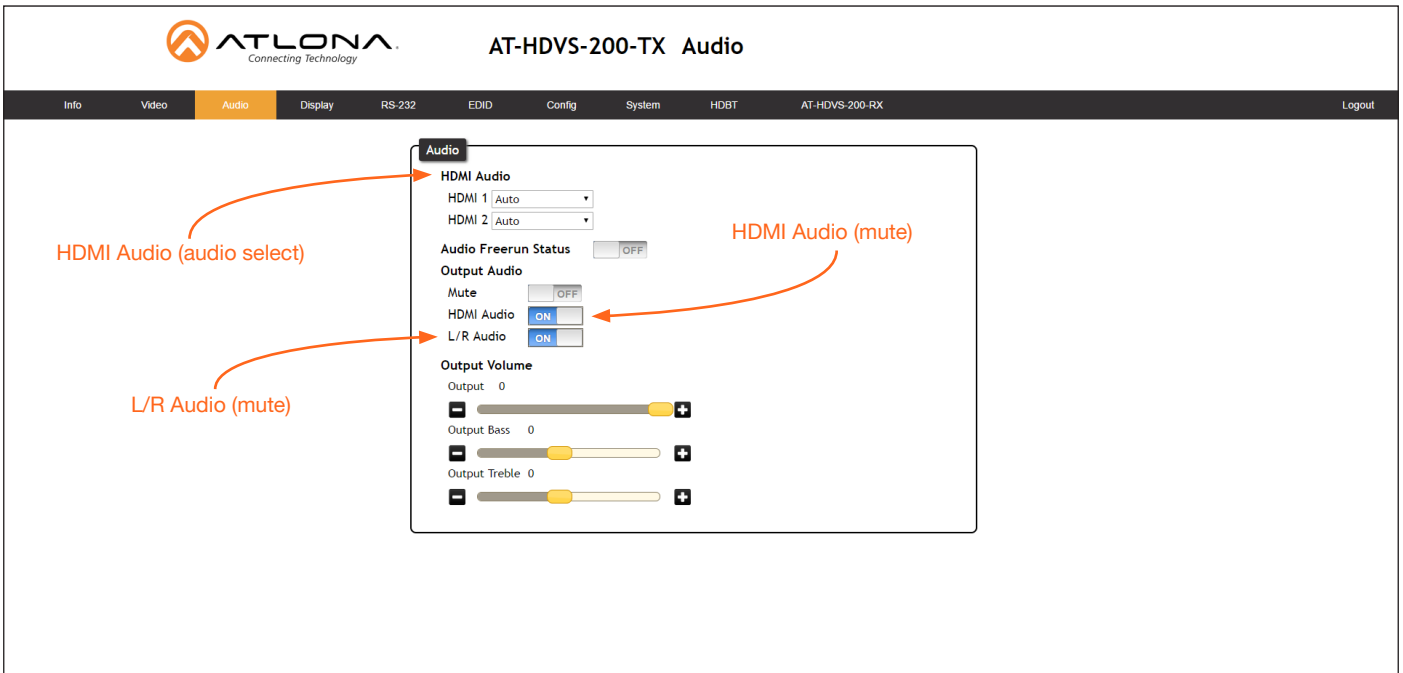 ATLONA.
Connecting Technology
AT-HDVS-200-TX Audio
Info Video Audio Display RS-232 EDID Config System HDBT AT-HDVS-200-RX Logout
Audio
HDMI Audio
HDMI 1 Auto
HDMI 2 Auto
HDMI Audio (mute)
HDMI Audio (audio select)
Audio Freerun Status OFF
Output Audio
Mute OFF
HDMI Audio ON
L/R Audio ON
Output Volume
Output 0
L/R Audio (mute)
Output Bass 0
Output Treble 0